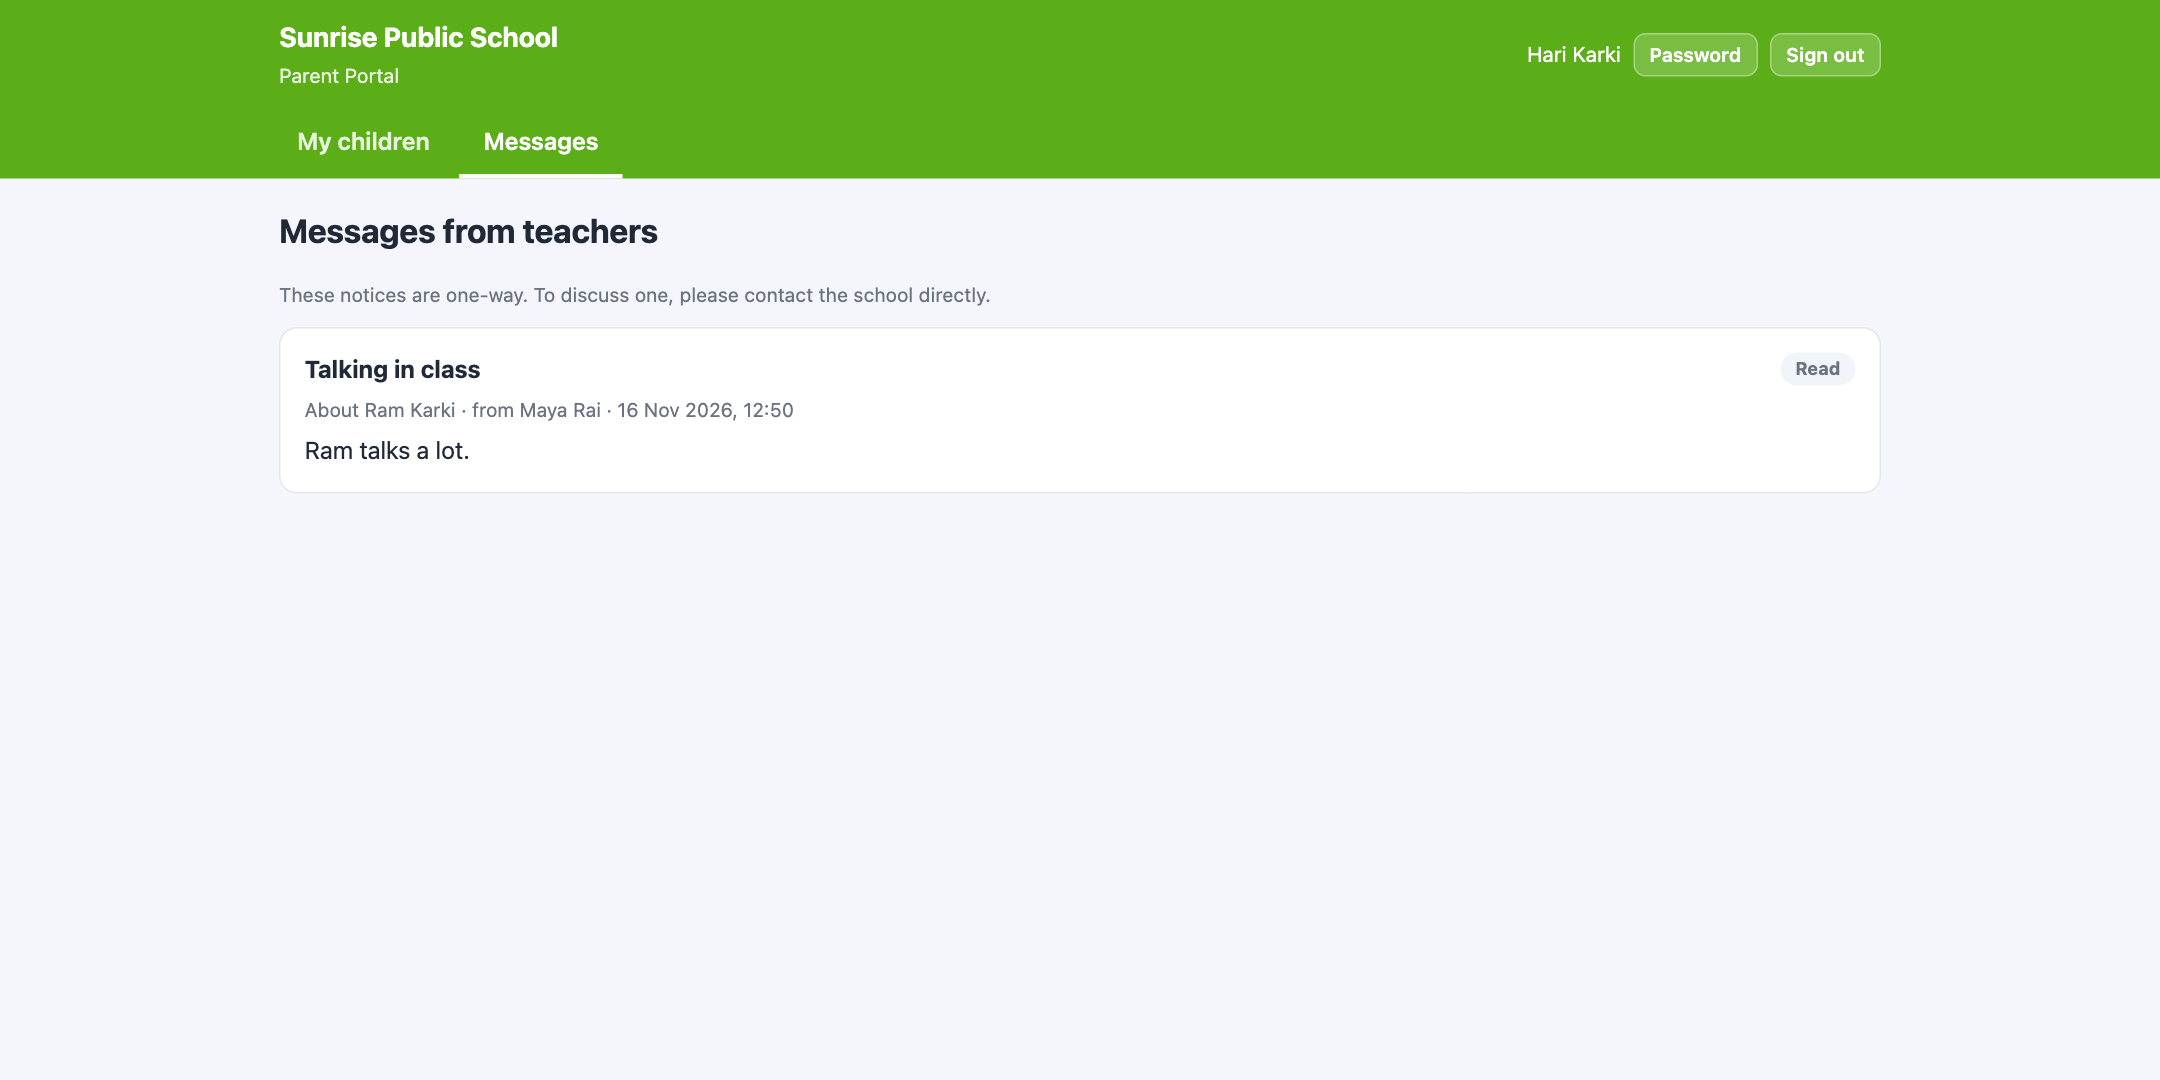 Sunrise Public School
Parent Portal
Hari Karki
Password
Sign out
My children
Messages
Messages from teachers
These notices are one-way. To discuss one, please contact the school directly.
Talking in class
Read
About Ram Karki · from Maya Rai · 16 Nov 2026, 12:50
Ram talks a lot.